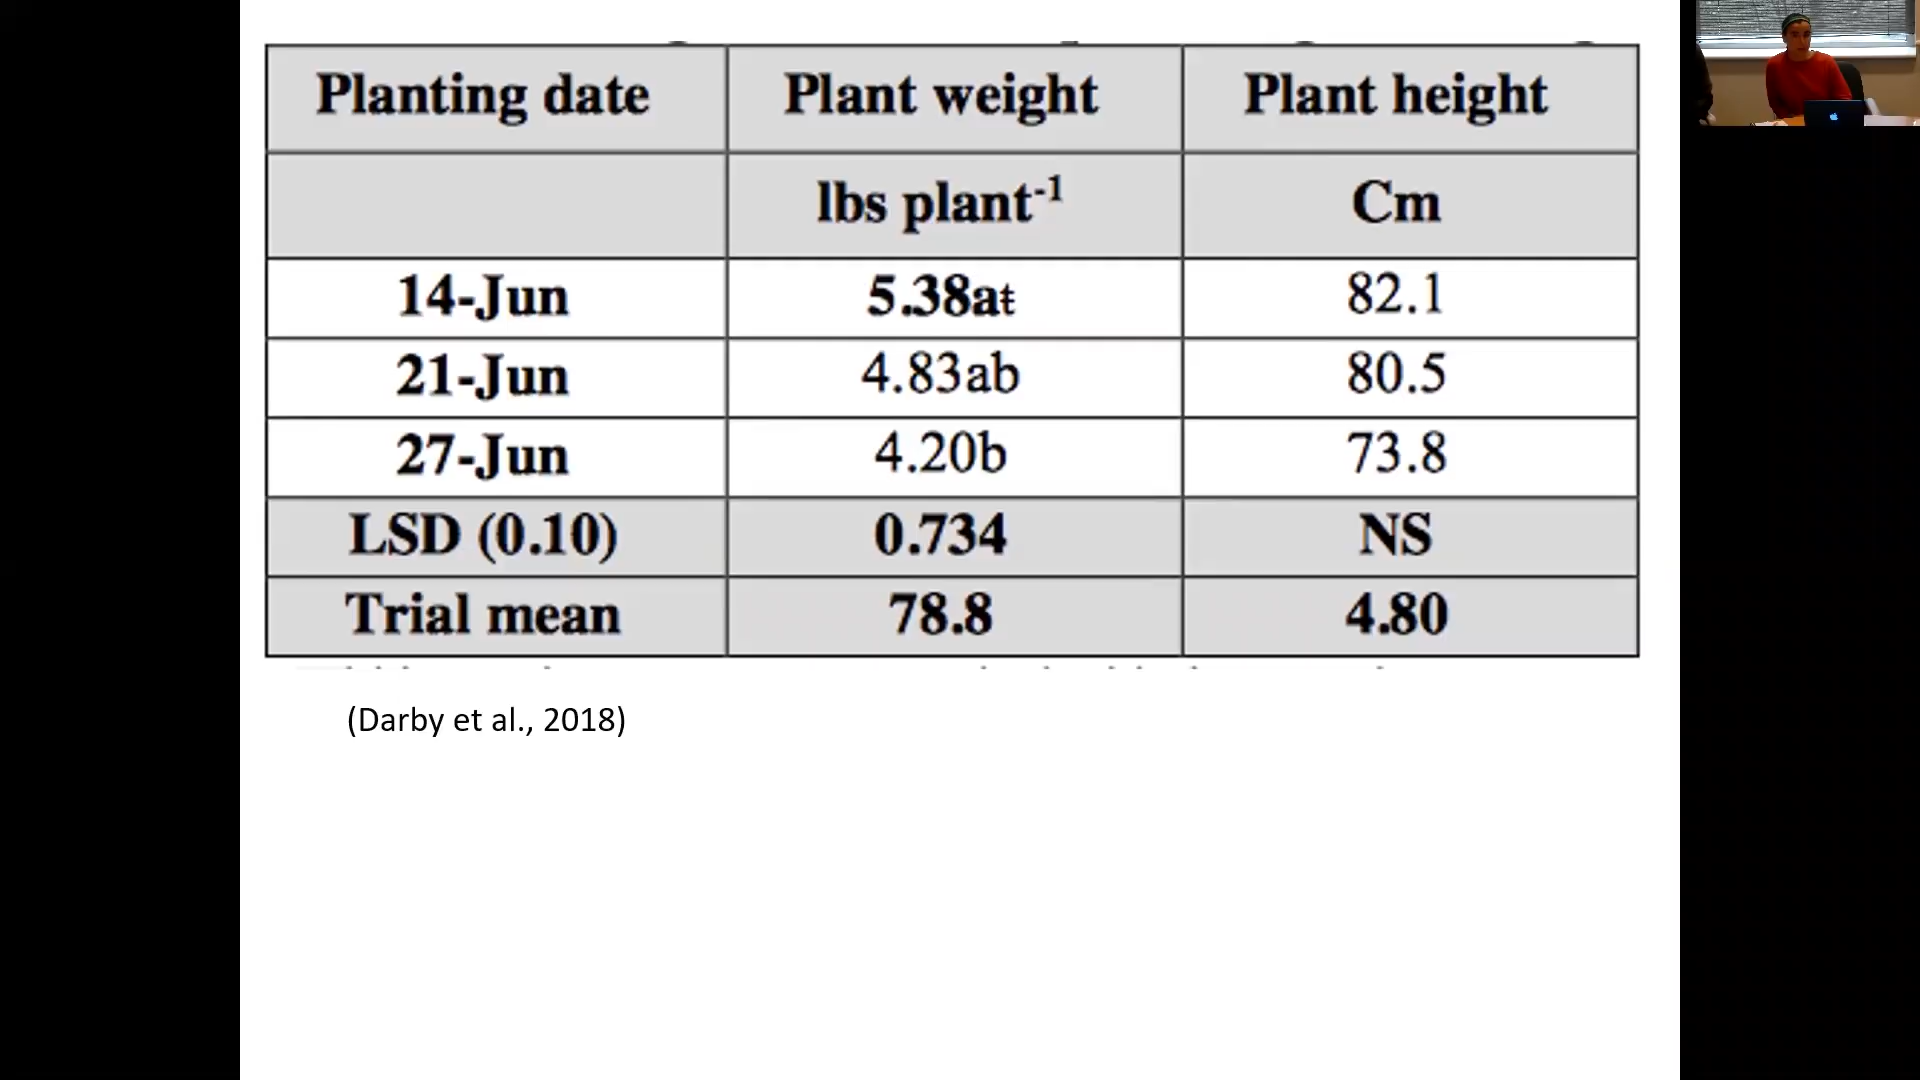 Planting date Plant weight Plant height
lbs plant-1 Cm
14-Jun 5.38at 82.1
21-Jun 4.83ab 80.5
27-Jun 4.20b 73.8
LSD (0.10) 0.734 NS
Trial mean 78.8 4.80
(Darby et al., 2018)